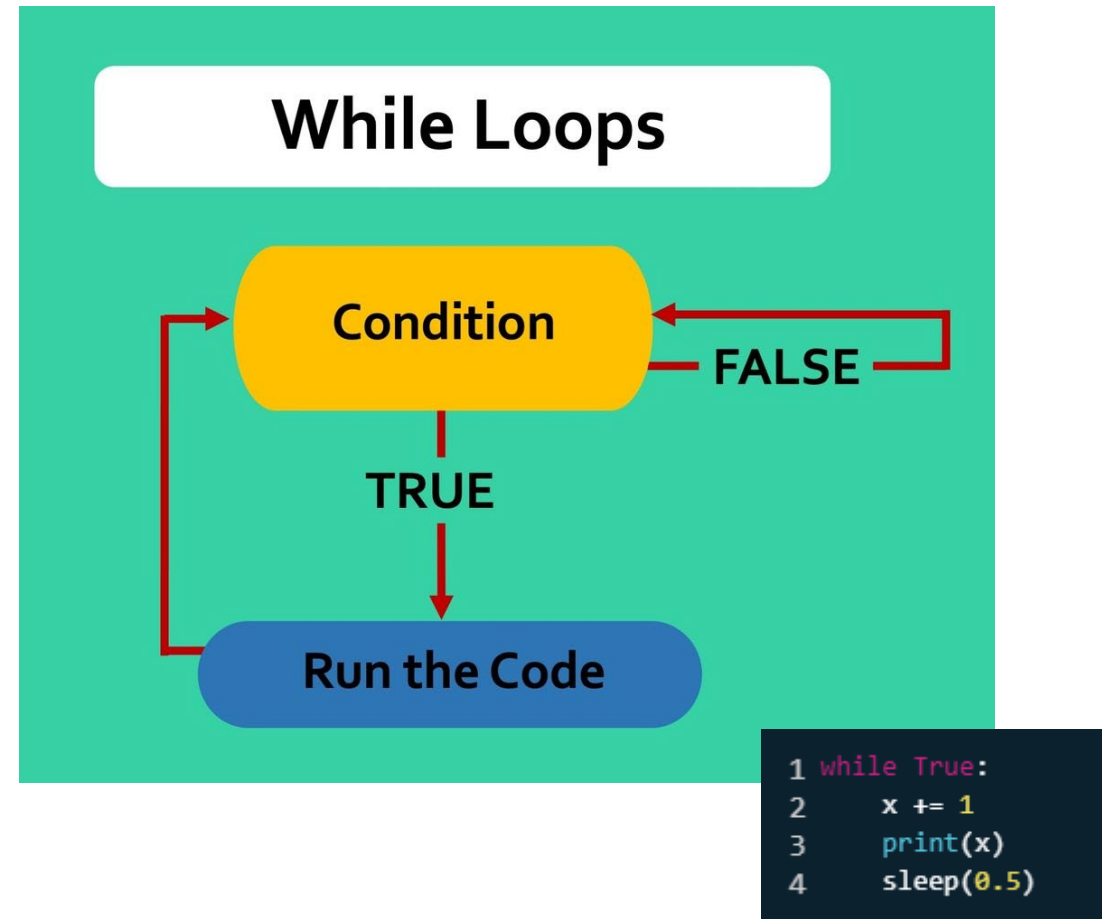 While Loops
Condition
FALSE
TRUE
Run the Code
1 while True:
2 x += 1
3 print(x)
4 sleep(0.5)